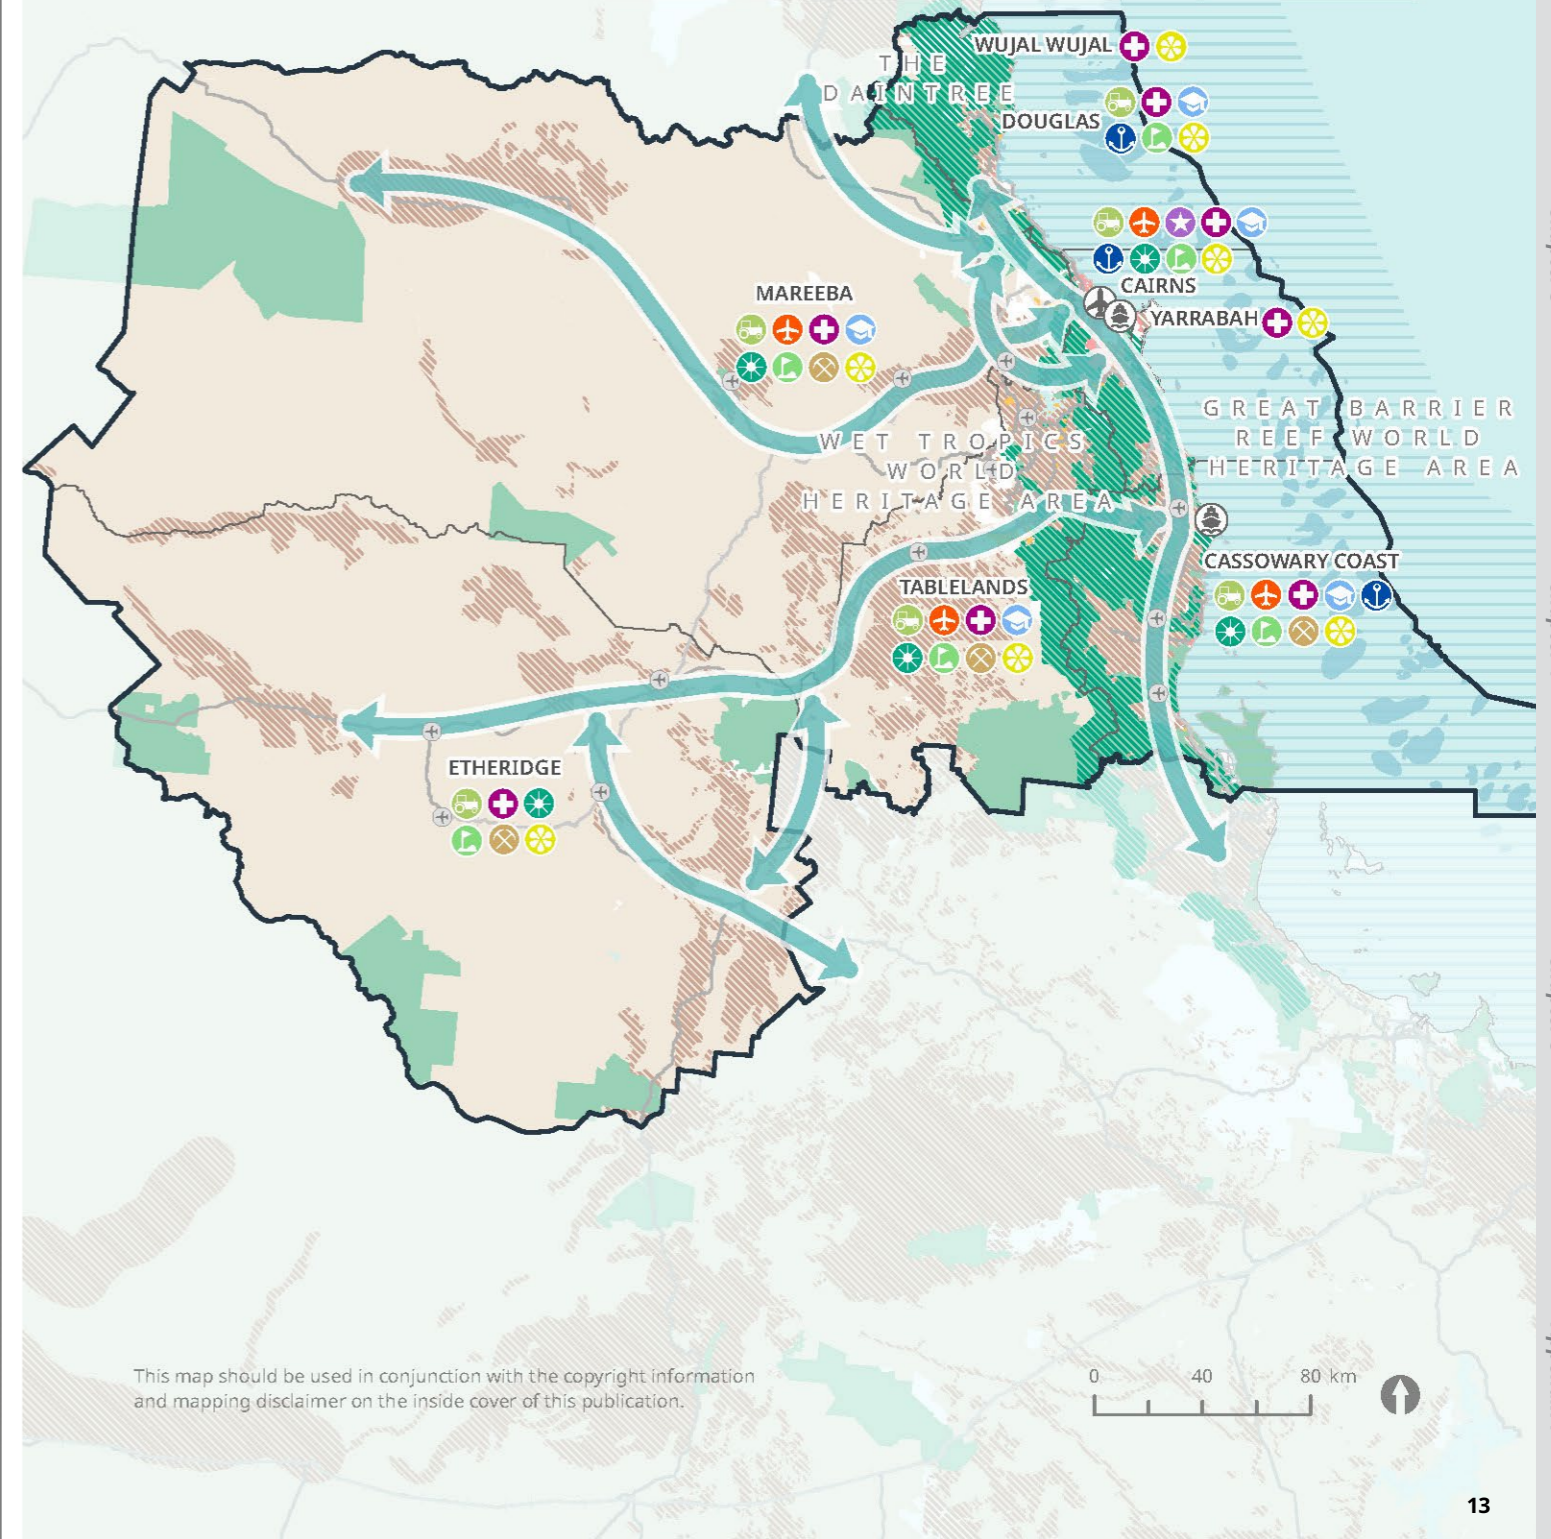 WUJAL WUJAL
THE
DAINTREE
DOUGLAS
CAIRNS
MAREEBA
YARRABAH
GREAT BARRIER
REEF WORLD
HERITAGE AREA
WET TROPICS
WORLD
HERITAGE AREA
CASSOWARY COAST
TABLELANDS
ETHERIDGE
This map should be used in conjunction with the copyright information
and mapping disclaimer on the inside cover of this publication.
0 40 80 km
13